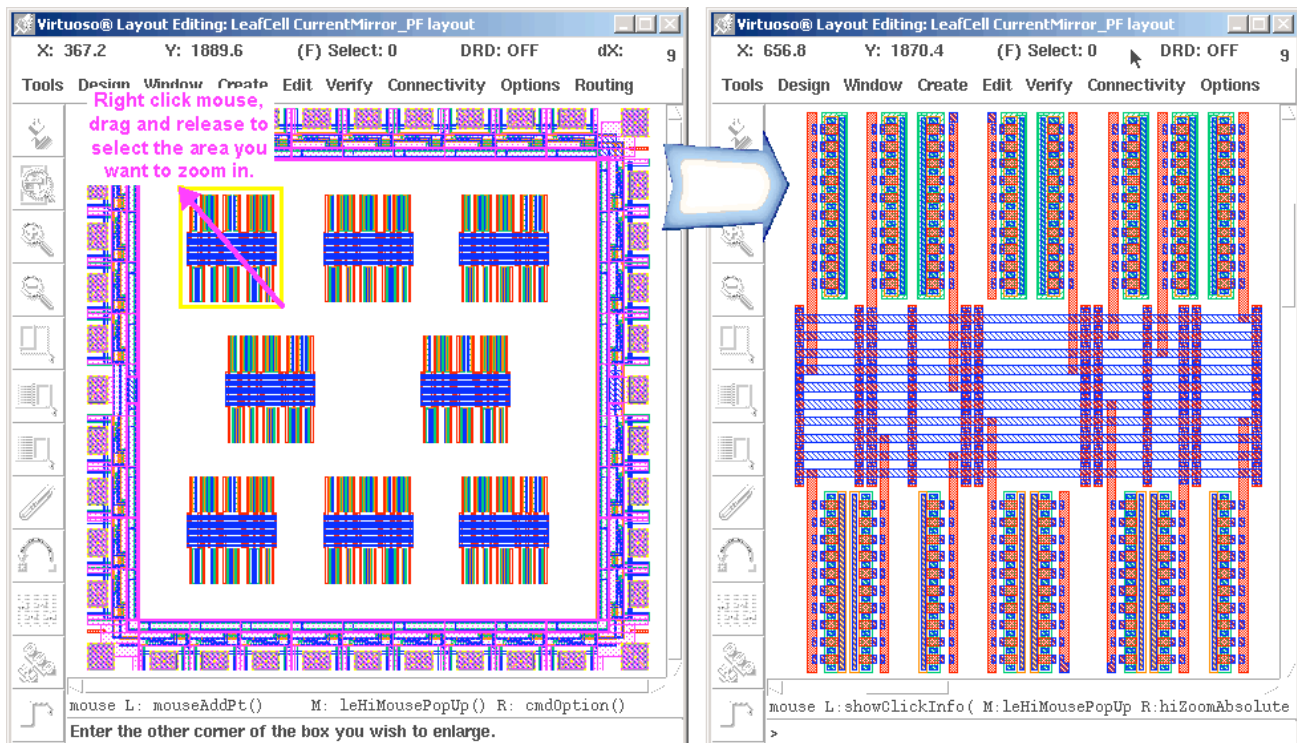 Virtuoso® Layout Editing: LeafCell CurrentMirror_PF layout
X: 367.2 Y: 1889.6 (F) Select: 0 DRD: OFF dX: 9
Tools Design Window Create Edit Verify Connectivity Options Routing
Right click mouse,
drag and release to
select the area you
want to zoom in.
mouse L: mouseAddPt() M: leHiMousePopUp() R: cmdOption()
Enter the other corner of the box you wish to enlarge.
Virtuoso® Layout Editing: LeafCell CurrentMirror_PF layout
X: 656.8 Y: 1870.4 (F) Select: 0 DRD: OFF 9
Tools Design Window Create Edit Verify Connectivity Options
mouse L:showClickInfo( M:leHiMousePopUp R:hiZoomAbsolute
>